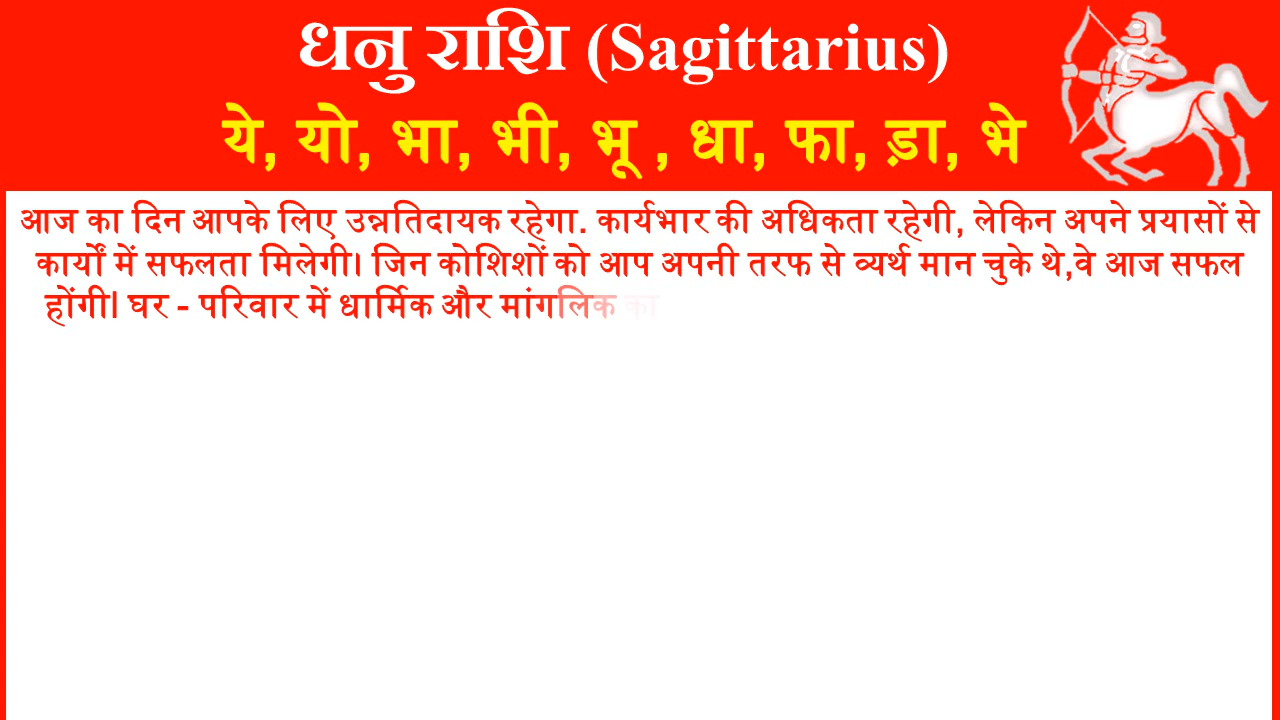 धनु राशि (Sagittarius)
ये, यो, भा, भी, भू , धा, फा, ड़ा, भे
आज का दिन आपके लिए उन्नतिदायक रहेगा. कार्यभार की अधिकता रहेगी, लेकिन अपने प्रयासों से
कार्यों में सफलता मिलेगी। जिन कोशिशों को आप अपनी तरफ से व्यर्थ मान चुके थे,वे आज सफल
होंगी। घर - परिवार में धार्मिक और मांगलिक